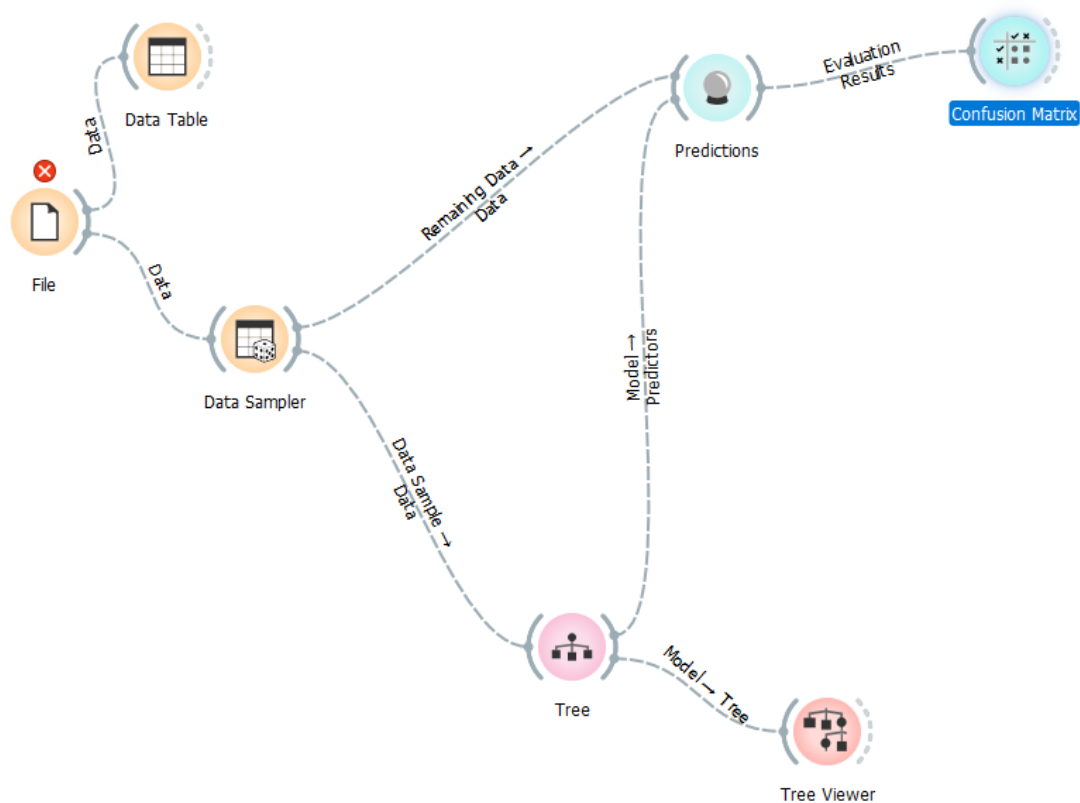 Data Table
Data
File
Data
Data Sampler
Remaining Data →
Data
Data Sample →
Data
Predictions
Evaluation
Results
Confusion Matrix
Model →
Predictors
Tree
Model → Tree
Tree Viewer